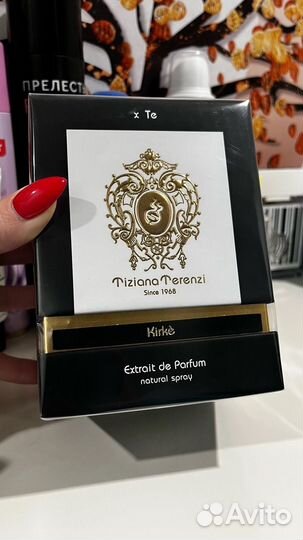 ПРЕЛЕСТ
x Te
Tiziana Terenzi
Since 1968
Kirkè
Extrait de Parfum
natural spray
Avito